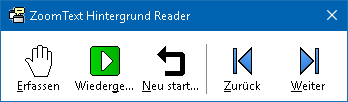 ZoomText Hintergrund Reader
Erfassen Wiederge... Neu start... Zurück Weiter